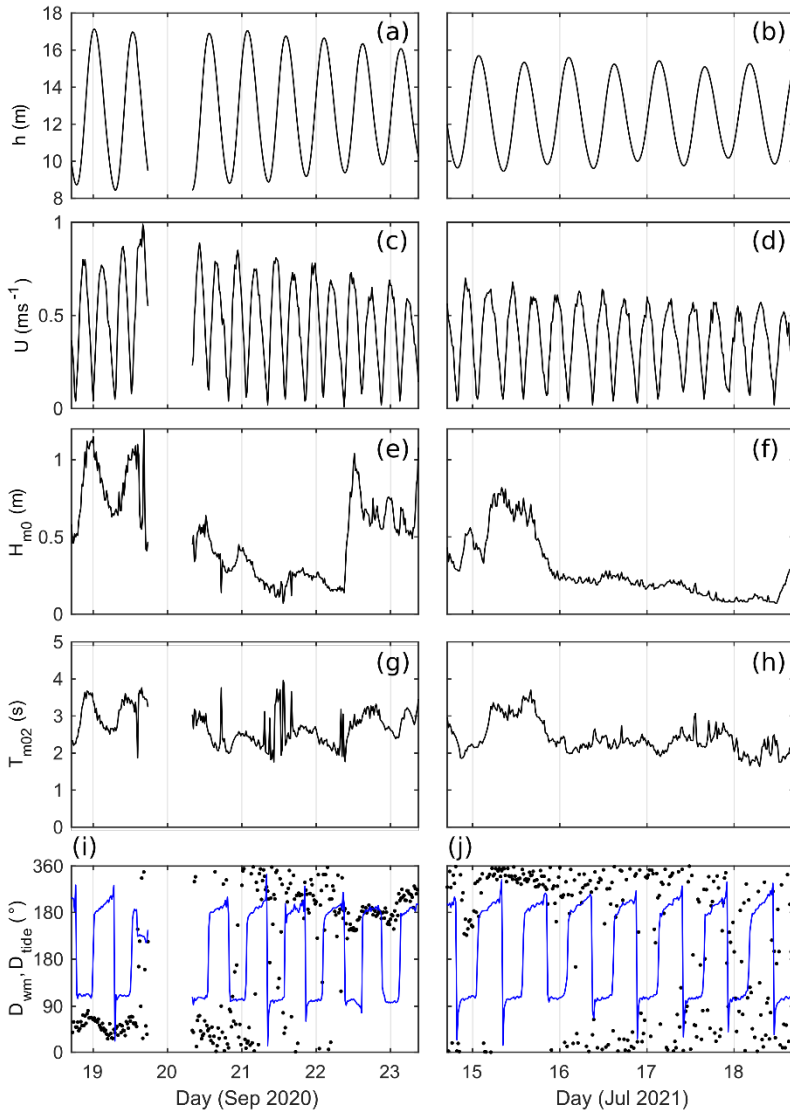 (a)
18
16
14
12
10
8
h (m)
(b)
(c)
1
0.5
0
U (ms⁻¹)
(d)
(e)
1
0.5
0
Hm0 (m)
(f)
(g)
5
4
3
2
1
0
Tm02 (s)
(h)
(i)
360
180
180
90
0
Dwm, Dtide (°)
19 20 21 22 23
Day (Sep 2020)
(j)
15 16 17 18
Day (Jul 2021)